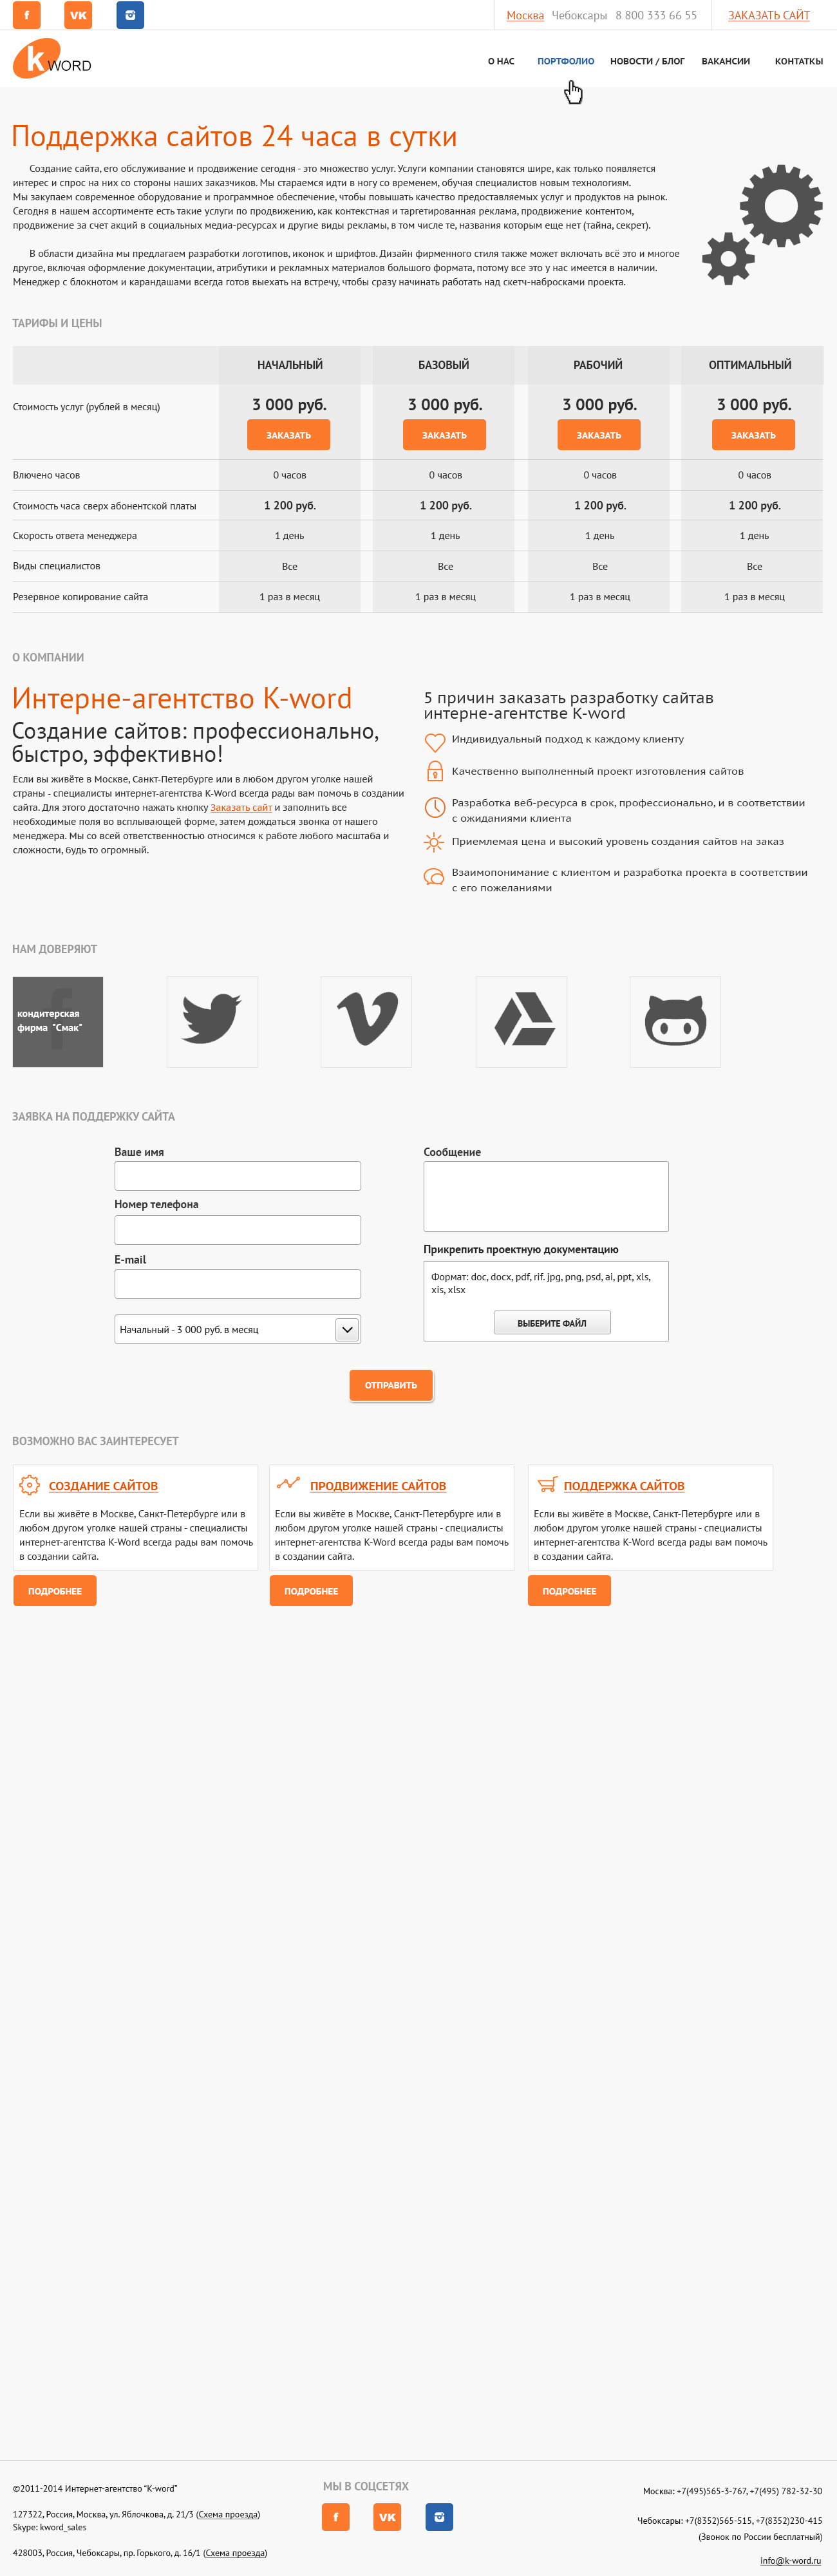 f VK
Москва Чебоксары 8 800 333 66 55 ЗАКАЗАТЬ САЙТ
k WORD
О НАС ПОРТФОЛИО НОВОСТИ / БЛОГ ВАКАНСИИ КОНТАТКЫ
Поддержка сайтов 24 часа в сутки
Создание сайта, его обслуживание и продвижение сегодня - это множество услуг. Услуги компании становятся шире, как только появляется
интерес и спрос на них со стороны наших заказчиков. Мы стараемся идти в ногу со временем, обучая специалистов новым технологиям.
Мы закупаем современное оборудование и программное обеспечение, чтобы повышать качество предоставляемых услуг и продуктов на рынок.
Сегодня в нашем ассортименте есть такие услуги по продвижению, как контекстная и таргетированная реклама, продвижение контентом,
продвижение за счет акций в социальных медиа-ресурсах и другие виды рекламы, в том числе те, названия которым еще нет (тайна, секрет).
В области дизайна мы предлагаем разработки логотипов, иконок и шрифтов. Дизайн фирменного стиля также может включать всё это и многое
другое, включая оформление документации, атрибутики и рекламных материалов большого формата, потому все это у нас имеется в наличии.
Менеджер с блокнотом и карандашами всегда готов выехать на встречу, чтобы сразу начинать работать над скетч-набросками проекта.
ТАРИФЫ И ЦЕНЫ
НАЧАЛЬНЫЙ БАЗОВЫЙ РАБОЧИЙ ОПТИМАЛЬНЫЙ
Стоимость услуг (рублей в месяц) 3 000 руб. 3 000 руб. 3 000 руб. 3 000 руб.
ЗАКАЗАТЬ ЗАКАЗАТЬ ЗАКАЗАТЬ ЗАКАЗАТЬ
Влючено часов 0 часов 0 часов 0 часов 0 часов
Стоимость часа сверх абонентской платы 1 200 руб. 1 200 руб. 1 200 руб. 1 200 руб.
Скорость ответа менеджера 1 день 1 день 1 день 1 день
Виды специалистов Все Все Все Все
Резервное копирование сайта 1 раз в месяц 1 раз в месяц 1 раз в месяц 1 раз в месяц
О КОМПАНИИ
Интерне-агентство K-word
Создание сайтов: профессионально,
быстро, эффективно!
Если вы живёте в Москве, Санкт-Петербурге или в любом другом уголке нашей
страны - специалисты интернет-агентства K-Word всегда рады вам помочь в создании
сайта. Для этого достаточно нажать кнопку Заказать сайт и заполнить все
необходимые поля во всплывающей форме, затем дождаться звонка от нашего
менеджера. Мы со всей ответственностью относимся к работе любого масштаба и
сложности, будь то огромный.
5 причин заказать разработку сайтав
интерне-агентстве K-word
Индивидуальный подход к каждому клиенту
Качественно выполненный проект изготовления сайтов
Разработка веб-ресурса в срок, профессионально, и в соответствии
с ожиданиями клиента
Приемлемая цена и высокий уровень создания сайтов на заказ
Взаимопонимание с клиентом и разработка проекта в соответствии
с его пожеланиями
НАМ ДОВЕРЯЮТ
кондитерская
фирма "Смак"
ЗАЯВКА НА ПОДДЕРЖКУ САЙТА
Ваше имя
Номер телефона
E-mail
Начальный - 3 000 руб. в месяц
Сообщение
Прикрепить проектную документацию
Формат: doc, docx, pdf, rif. jpg, png, psd, ai, ppt, xls,
xis, xlsx
ВЫБЕРИТЕ ФАЙЛ
ОТПРАВИТЬ
ВОЗМОЖНО ВАС ЗАИНТЕРЕСУЕТ
СОЗДАНИЕ САЙТОВ
Если вы живёте в Москве, Санкт-Петербурге или в
любом другом уголке нашей страны - специалисты
интернет-агентства K-Word всегда рады вам помочь
в создании сайта.
ПОДРОБНЕЕ
ПРОДВИЖЕНИЕ САЙТОВ
Если вы живёте в Москве, Санкт-Петербурге или в
любом другом уголке нашей страны - специалисты
интернет-агентства K-Word всегда рады вам помочь
в создании сайта.
ПОДРОБНЕЕ
ПОДДЕРЖКА САЙТОВ
Если вы живёте в Москве, Санкт-Петербурге или в
любом другом уголке нашей страны - специалисты
интернет-агентства K-Word всегда рады вам помочь
в создании сайта.
ПОДРОБНЕЕ
©2011-2014 Интернет-агентство "K-word"
127322, Россия, Москва, ул. Яблочкова, д. 21/3 (Схема проезда)
Skype: kword_sales
428003, Россия, Чебоксары, пр. Горького, д. 16/1 (Схема проезда)
МЫ В СОЦСЕТЯХ
f VK
Москва: +7(495)565-3-767, +7(495) 782-32-30
Чебоксары: +7(8352)565-515, +7(8352)230-415
(Звонок по России бесплатный)
info@k-word.ru